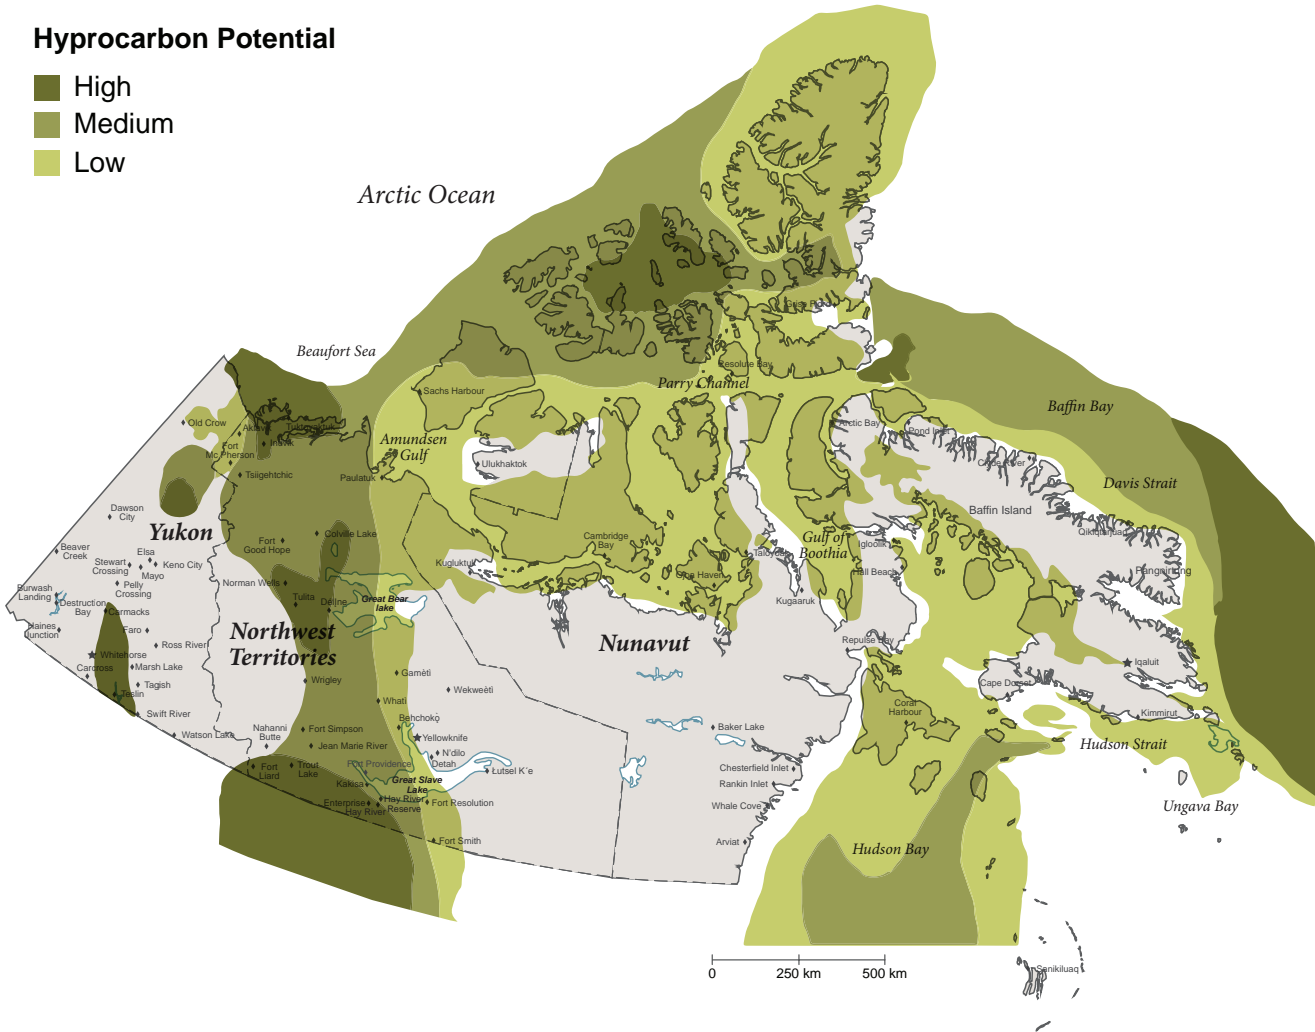 Hyprocarbon Potential
High
Medium
Low
Arctic Ocean
Beaufort Sea
Grise Fiord
Resolute Bay
Parry Channel
Sachs Harbour
Baffin Bay
Old Crow
Aklavik
Tuktoyaktuk
Inuvik
Fort
Mc Pherson
Tsiigehtchic
Amundsen
Gulf
Paulatuk
Ulukhaktok
Arctic Bay
Pond Inlet
Clyde River
Davis Strait
Baffin Island
Qikiqtarjuaq
Pangnirtung
Dawson
City
Yukon
Beaver
Creek
Stewart
Crossing
Elsa
Mayo
Keno City
Pelly
Crossing
Burwash
Landing
Destruction
Bay
Carmacks
Haines
Junction
Faro
Ross River
Whitehorse
Marsh Lake
Carcross
Tagish
Teslin
Swift River
Watson Lake
Fort
Good Hope
Colville Lake
Norman Wells
Tulita
Déline
Great Bear
lake
Northwest
Territories
Kugluktuk
Cambridge
Bay
Gjoa Haven
Taloyoak
Gulf of
Boothia
Igloolik
Hall Beach
Kugaaruk
Repulse Bay
Nunavut
Wrigley
Gamèti
Whati
Wekweètì
Behchokò
Yellowknife
N'dilo
Detah
Lutsel K´e
Nahanni
Butte
Fort Simpson
Jean Marie River
Fort Providence
Fort
Liard
Trout
Lake
Kakisa
Great Slave
Lake
Enterprise
Hay River
Reserve
Hay River
Fort Resolution
Fort Smith
Baker Lake
Chesterfield Inlet
Rankin Inlet
Whale Cove
Arviat
Coral
Harbour
Cape Dorset
Iqaluit
Kimmirut
Hudson Strait
Ungava Bay
Hudson Bay
Sanikiluaq
0
250 km
500 km